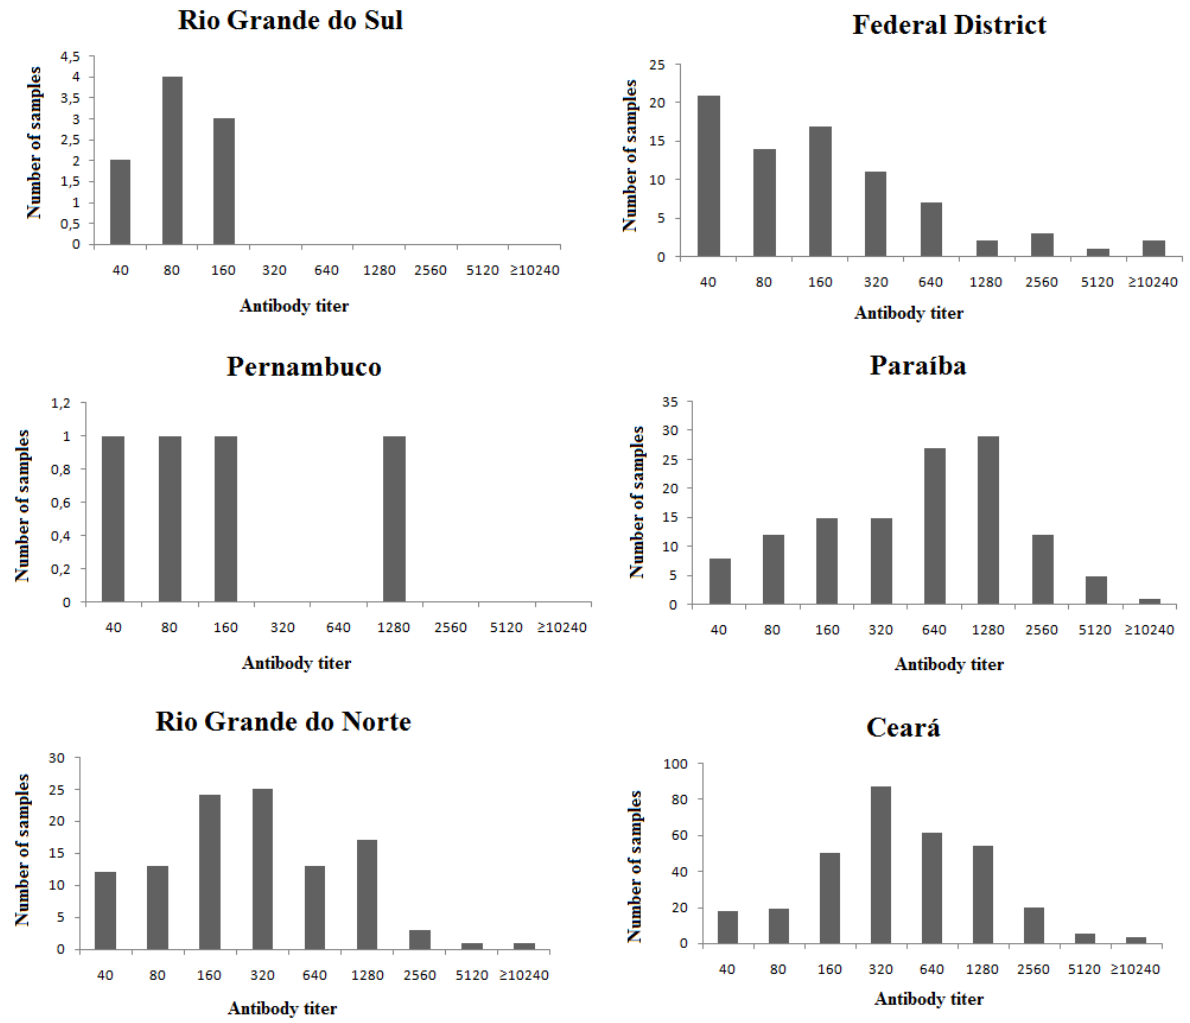 Rio Grande do Sul
Number of samples
4,5
4
3,5
3
2,5
2
1,5
1
0,5
0
40 80 160 320 640 1280 2560 5120 ≥10240
Antibody titer
Federal District
Number of samples
25
20
15
10
5
0
40 80 160 320 640 1280 2560 5120 ≥10240
Antibody titer
Pernambuco
Number of samples
1,2
1
0,8
0,6
0,4
0,2
0
40 80 160 320 640 1280 2560 5120 ≥10240
Antibody titer
Paraíba
Number of samples
35
30
25
20
15
10
5
0
40 80 160 320 640 1280 2560 5120 ≥10240
Antibody titer
Rio Grande do Norte
Number of samples
30
25
20
15
10
5
0
40 80 160 320 640 1280 2560 5120 ≥10240
Antibody titer
Ceará
Number of samples
100
80
60
40
20
0
40 80 160 320 640 1280 2560 5120 ≥10240
Antibody titer